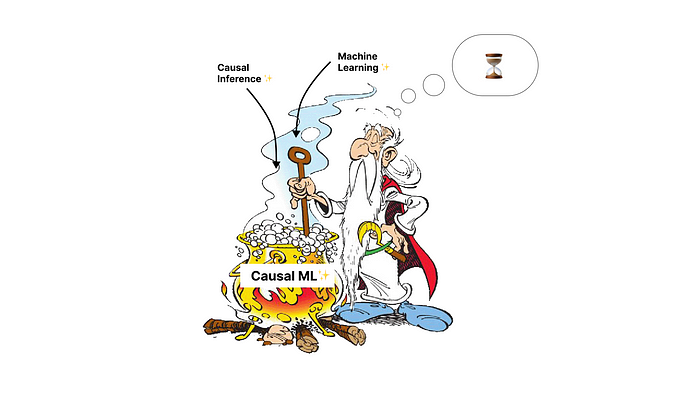 Causal
Inference ✨
Machine
Learning ✨
Causal ML✨